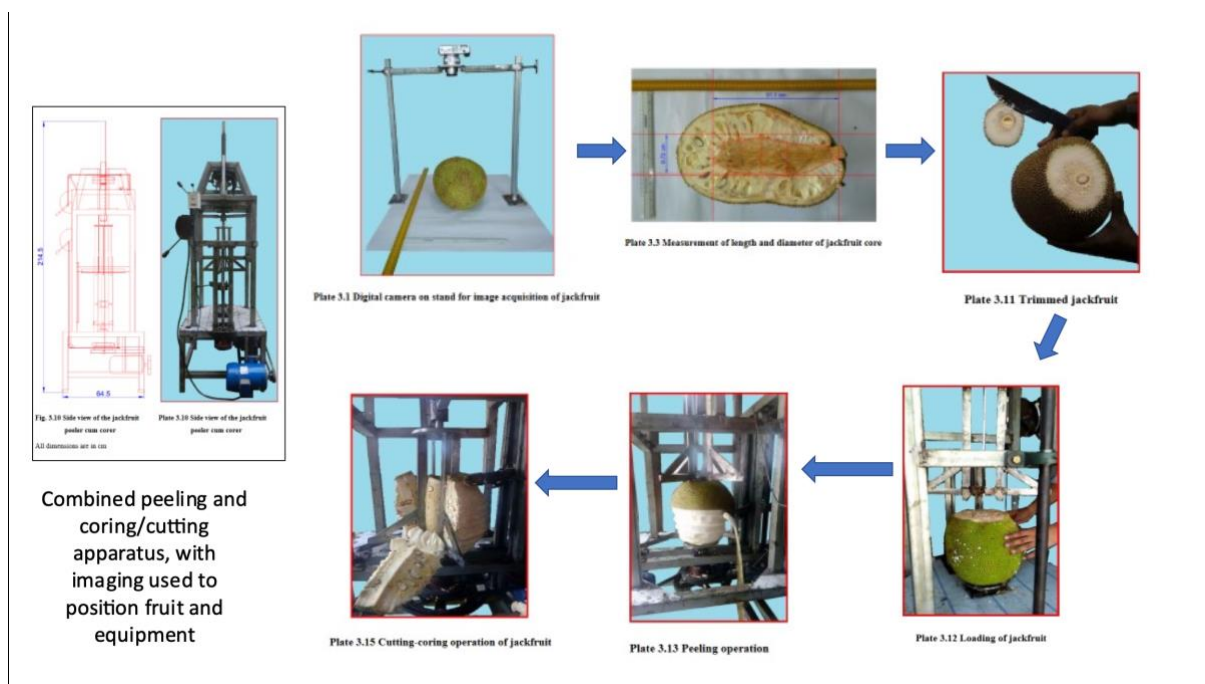 214.5
64.5
Fig. 3.10 Side view of the jackfruit
peeler cum corer
Plate 3.10 Side view of the jackfruit
peeler cum corer
All dimensions are in cm
Combined peeling and
coring/cutting
apparatus, with
imaging used to
position fruit and
equipment
Plate 3.1 Digital camera on stand for image acquisition of jackfruit
Plate 3.3 Measurement of length and diameter of jackfruit core
Plate 3.11 Trimmed jackfruit
Plate 3.12 Loading of jackfruit
Plate 3.13 Peeling operation
Plate 3.15 Cutting-coring operation of jackfruit